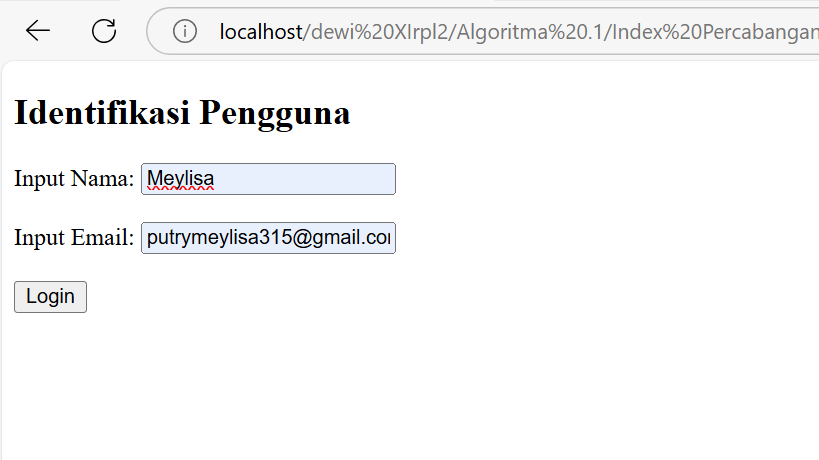 localhost/dewi%20XIrpl2/Algoritma%20.1/Index%20Percabangan
Identifikasi Pengguna
Input Nama: Meylisa
Input Email: putrymeylisa315@gmail.co
Login